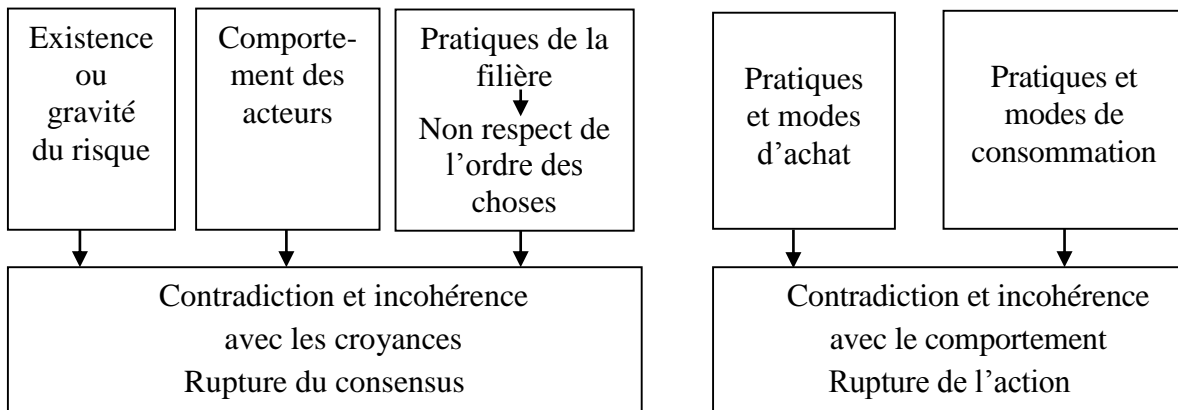 Existence
ou
gravité
du risque
Comporte-
ment des
acteurs
Pratiques de la
filière
Non respect de
l’ordre des
choses
Pratiques
et modes
d’achat
Pratiques et
modes de
consommation
Contradiction et incohérence
avec les croyances
Rupture du consensus
Contradiction et incohérence
avec le comportement
Rupture de l’action